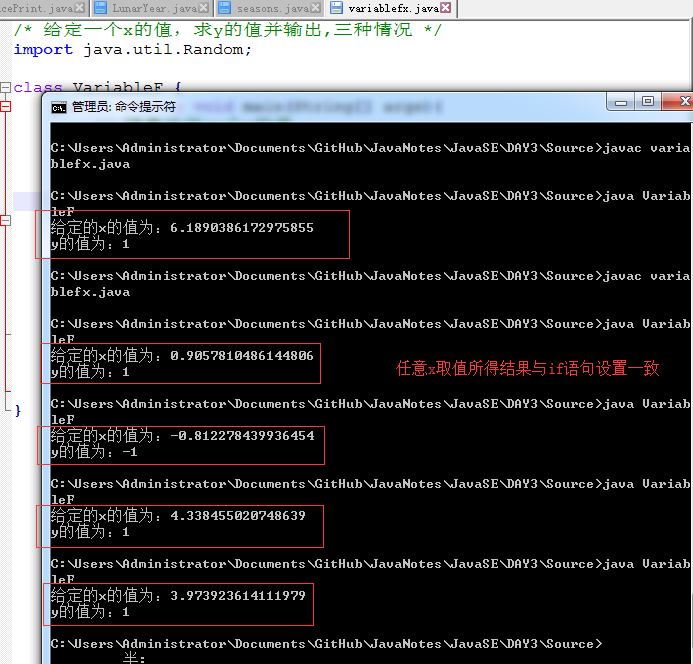 cePrint.java LunarYear.java seasons.java variablefx.java
/* 给定一个x的值，求y的值并输出,三种情况 */
import java.util.Random;
class VariableF {
管理员: 命令提示符
void main(String[] args){
C:\Users\Administrator\Documents\GitHub\JavaNotes\JavaSE\DAY3\Source>javac varia
blefx.java
C:\Users\Administrator\Documents\GitHub\JavaNotes\JavaSE\DAY3\Source>java Variab
leF
给定的x的值为：6.1890386172975855
y的值为：1
C:\Users\Administrator\Documents\GitHub\JavaNotes\JavaSE\DAY3\Source>javac varia
blefx.java
C:\Users\Administrator\Documents\GitHub\JavaNotes\JavaSE\DAY3\Source>java Variab
leF
给定的x的值为：0.9057810486144806
y的值为：1
任意x取值所得结果与if语句设置一致
C:\Users\Administrator\Documents\GitHub\JavaNotes\JavaSE\DAY3\Source>java Variab
leF
给定的x的值为：-0.812278439936454
y的值为：-1
}
C:\Users\Administrator\Documents\GitHub\JavaNotes\JavaSE\DAY3\Source>java Variab
leF
给定的x的值为：4.338455020748639
y的值为：1
C:\Users\Administrator\Documents\GitHub\JavaNotes\JavaSE\DAY3\Source>java Variab
leF
给定的x的值为：3.973923614111979
y的值为：1
C:\Users\Administrator\Documents\GitHub\JavaNotes\JavaSE\DAY3\Source>
半: